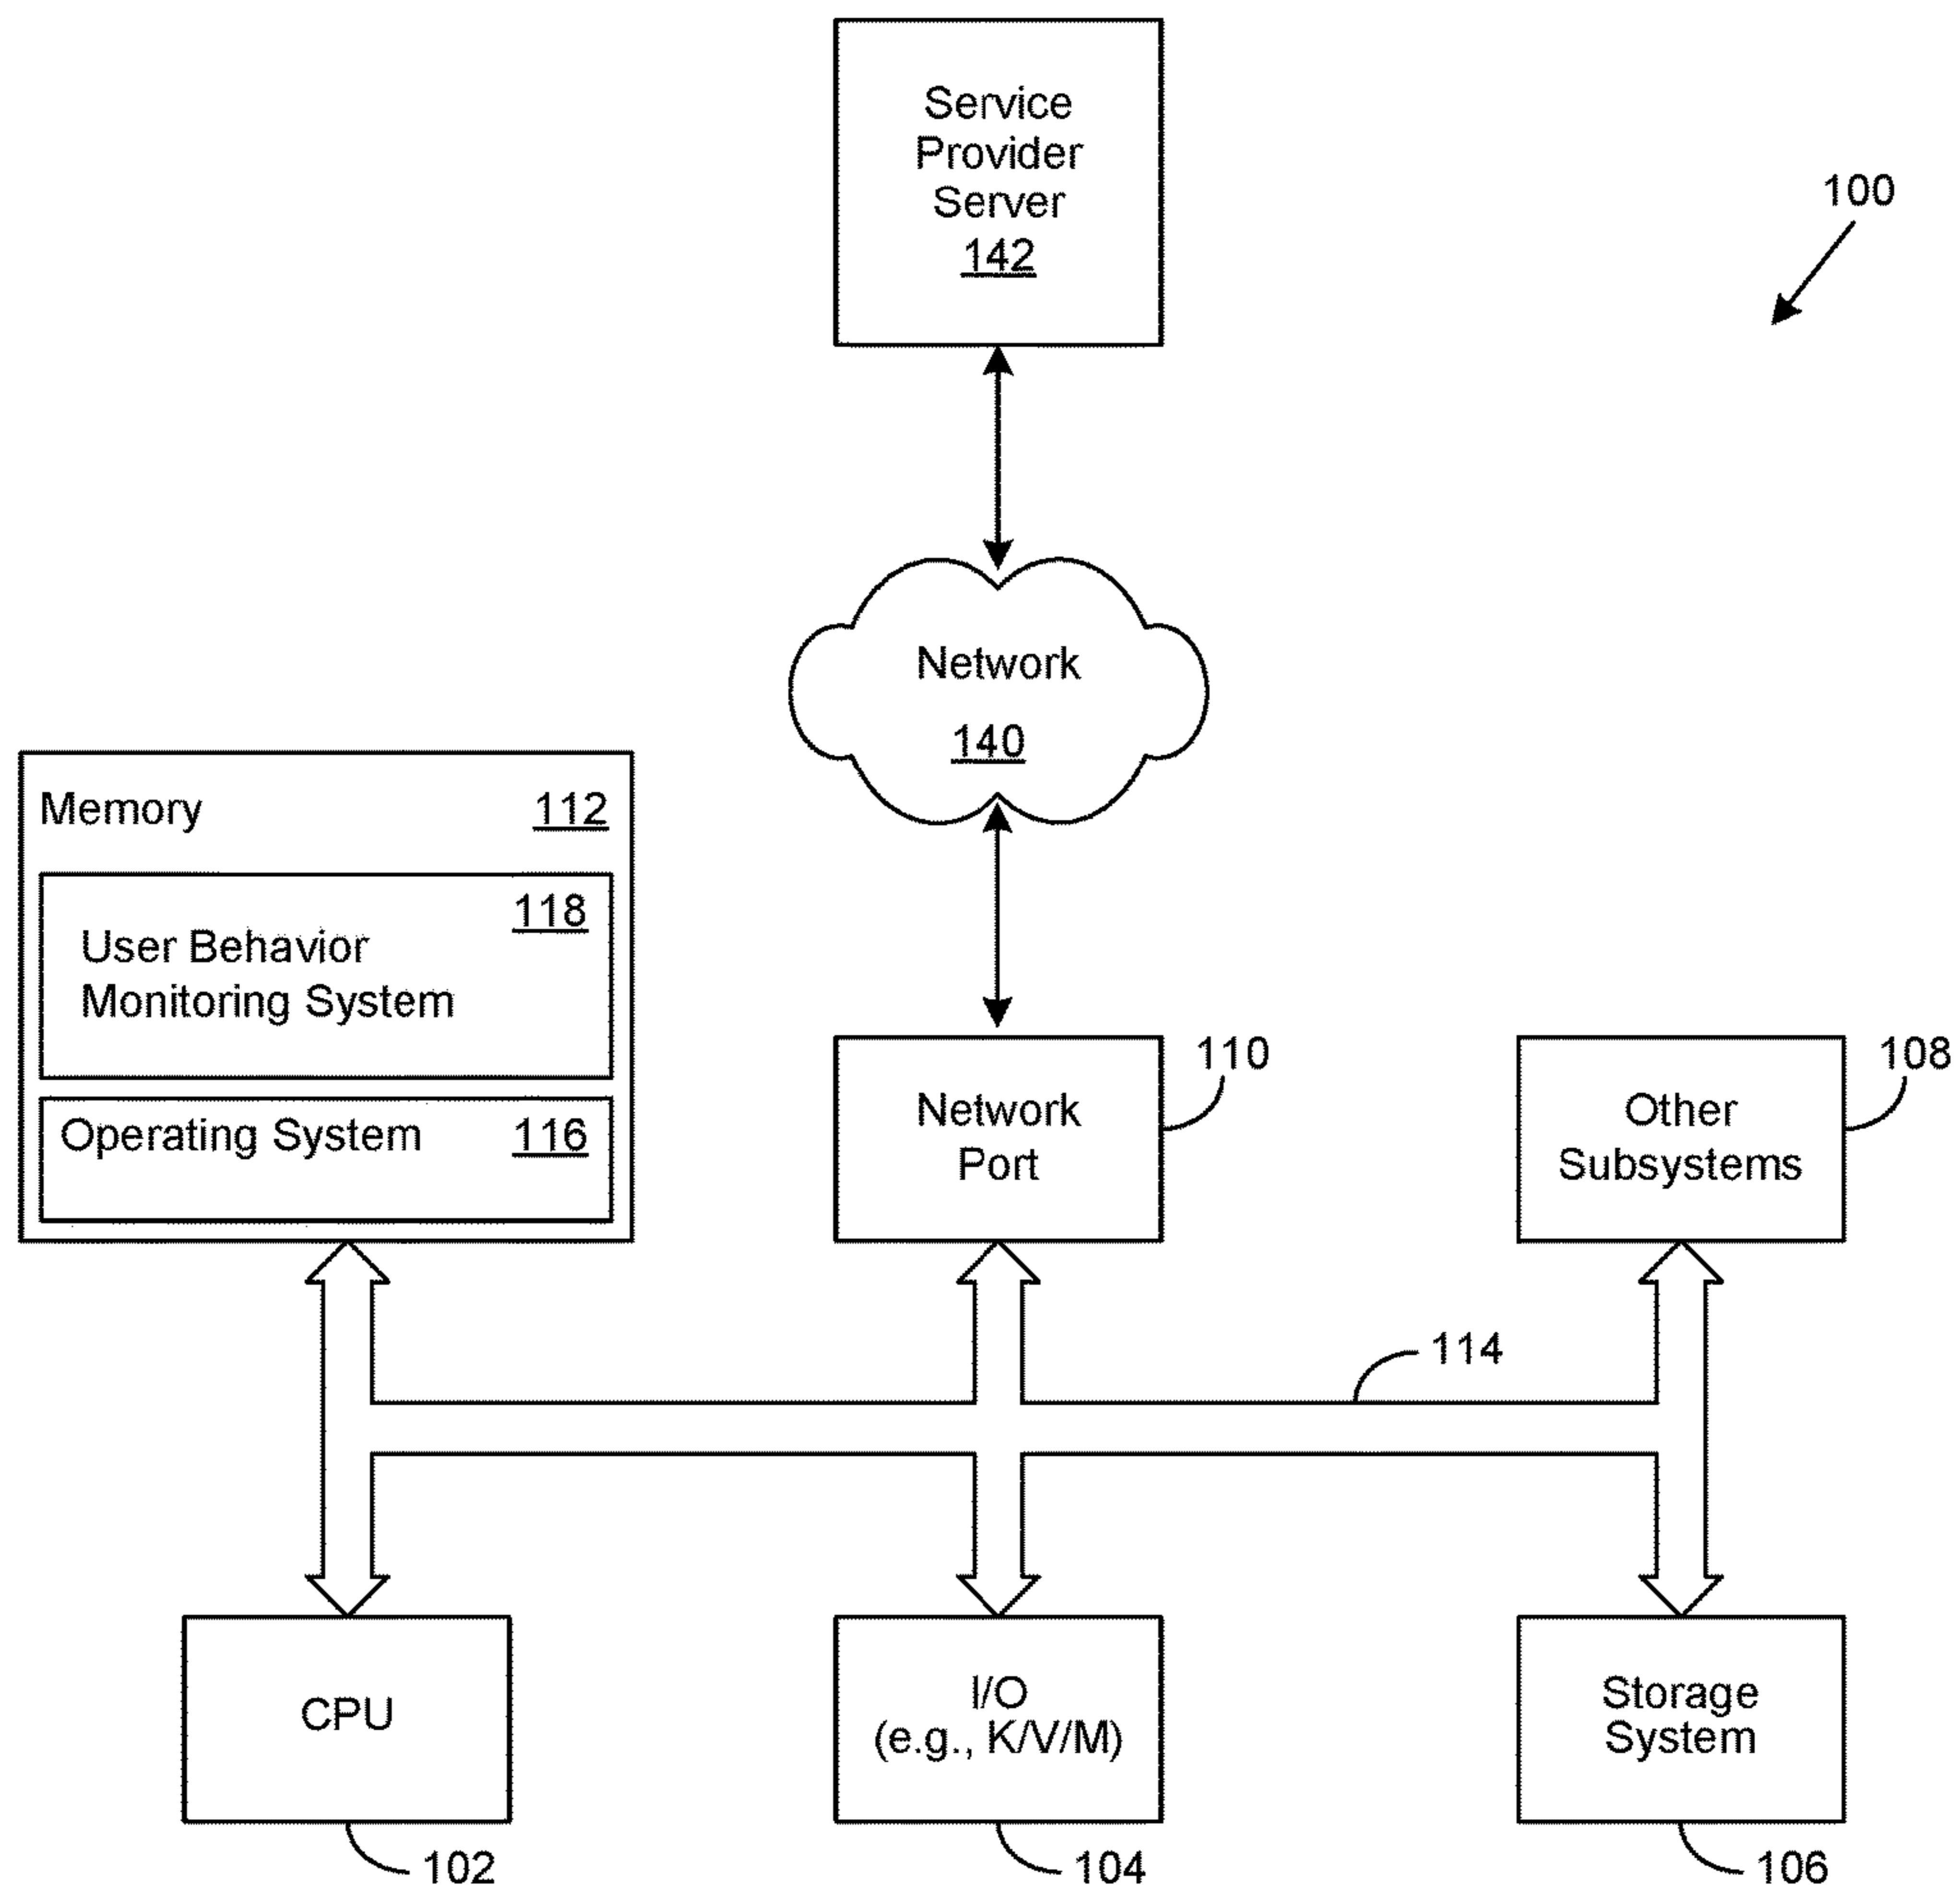 Service
Provider
Server
142
100
Network
140
Memory 112
118
User Behavior
Monitoring System
Operating System 116
Network
Port
110
Other
Subsystems
108
114
CPU
102
I/O
(e.g., K/V/M)
104
Storage
System
106